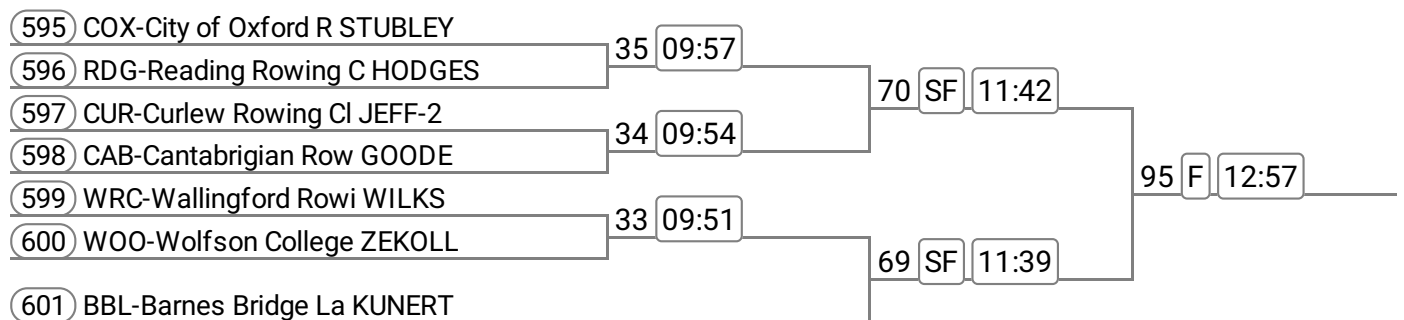 595 COX-City of Oxford R STUBLEY
35 09:57
596 RDG-Reading Rowing C HODGES
70 SF 11:42
597 CUR-Curlew Rowing Cl JEFF-2
34 09:54
598 CAB-Cantabrigian Row GOODE
95 F 12:57
599 WRC-Wallingford Rowi WILKS
33 09:51
600 WOO-Wolfson College ZEKOLL
69 SF 11:39
601 BBL-Barnes Bridge La KUNERT